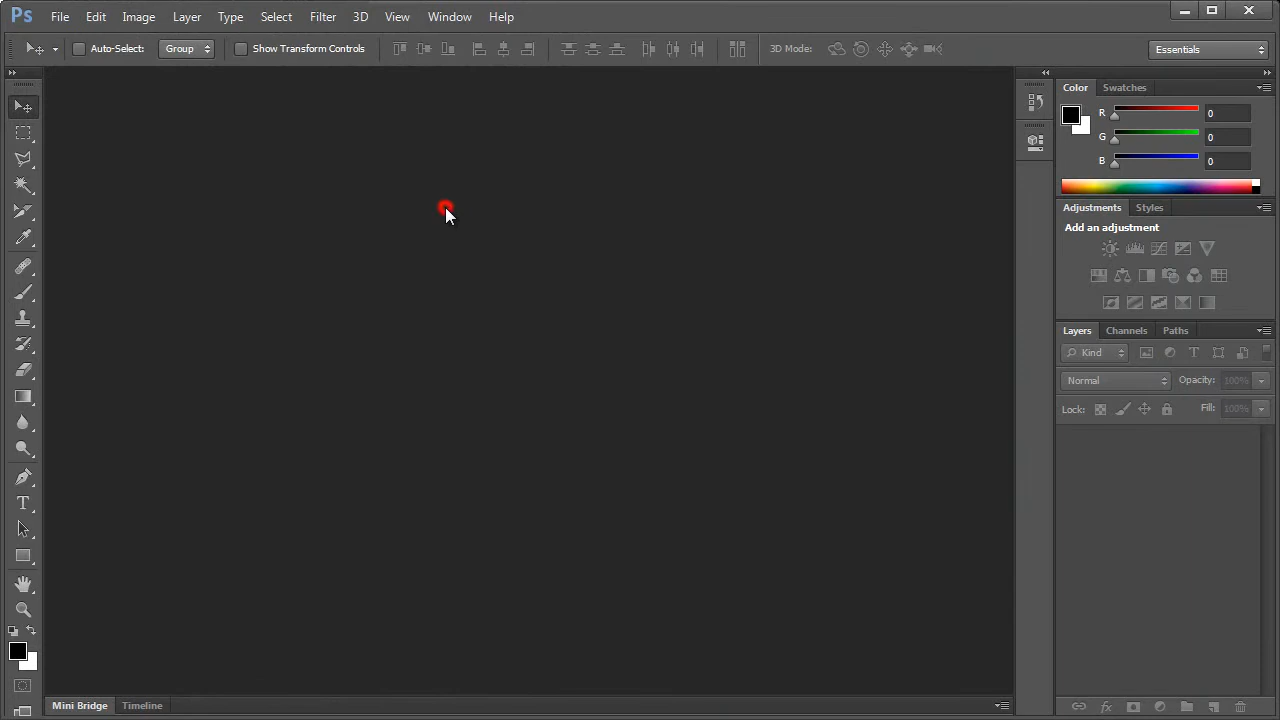 Ps File Edit Image Layer Type Select Filter 3D View Window Help
Auto-Select: Group Show Transform Controls 3D Mode: Essentials
Color Swatches
R 0
G 0
B 0
Adjustments Styles
Add an adjustment
Layers Channels Paths
Kind T
Normal Opacity: 100%
Lock: Fill: 100%
T
fx
Mini Bridge Timeline